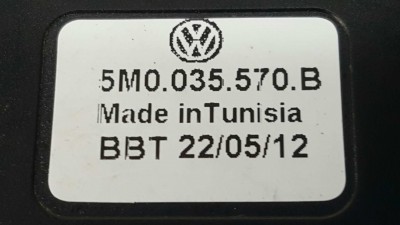 5M0.035.570.B
Made inTunisia
BBT 22/05/12